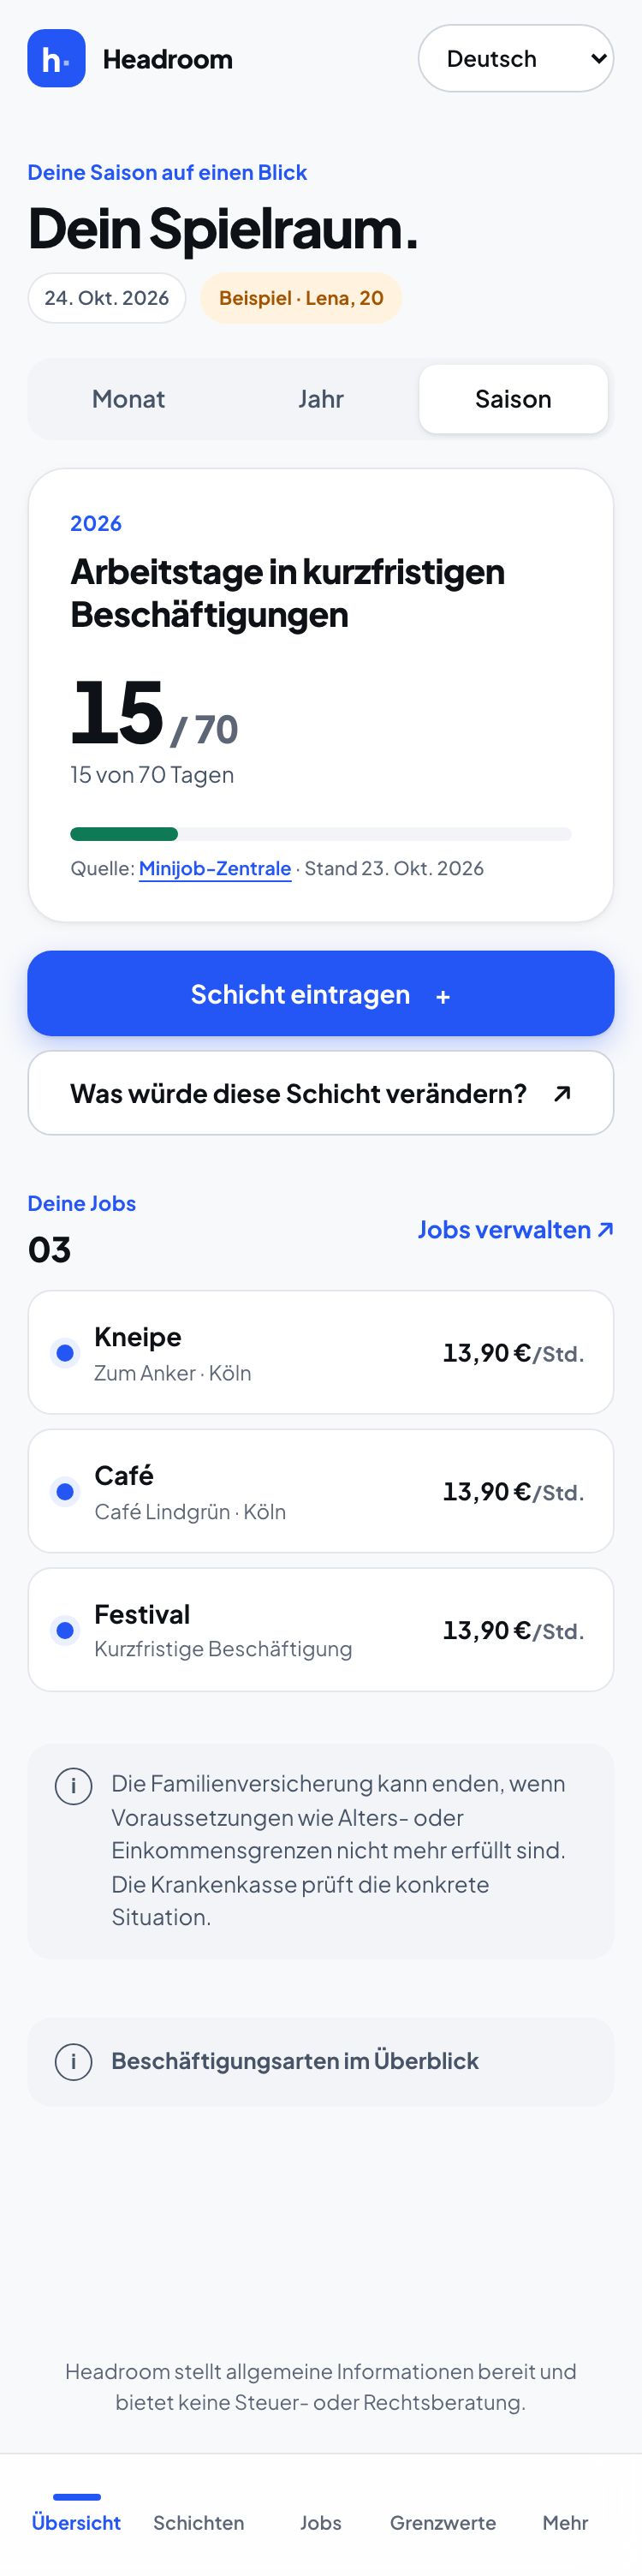 h.
Headroom
Deutsch
Deine Saison auf einen Blick
Dein Spielraum.
24. Okt. 2026
Beispiel · Lena, 20
Monat
Jahr
Saison
2026
Arbeitstage in kurzfristigen
Beschäftigungen
15 / 70
15 von 70 Tagen
Quelle: Minijob-Zentrale · Stand 23. Okt. 2026
Schicht eintragen +
Was würde diese Schicht verändern? ↗
Deine Jobs
03
Jobs verwalten ↗
Kneipe
Zum Anker · Köln
13,90 €/Std.
Café
Café Lindgrün · Köln
13,90 €/Std.
Festival
Kurzfristige Beschäftigung
13,90 €/Std.
i
Die Familienversicherung kann enden, wenn
Voraussetzungen wie Alters- oder
Einkommensgrenzen nicht mehr erfüllt sind.
Die Krankenkasse prüft die konkrete
Situation.
i
Beschäftigungsarten im Überblick
Headroom stellt allgemeine Informationen bereit und
bietet keine Steuer- oder Rechtsberatung.
Übersicht
Schichten
Jobs
Grenzwerte
Mehr